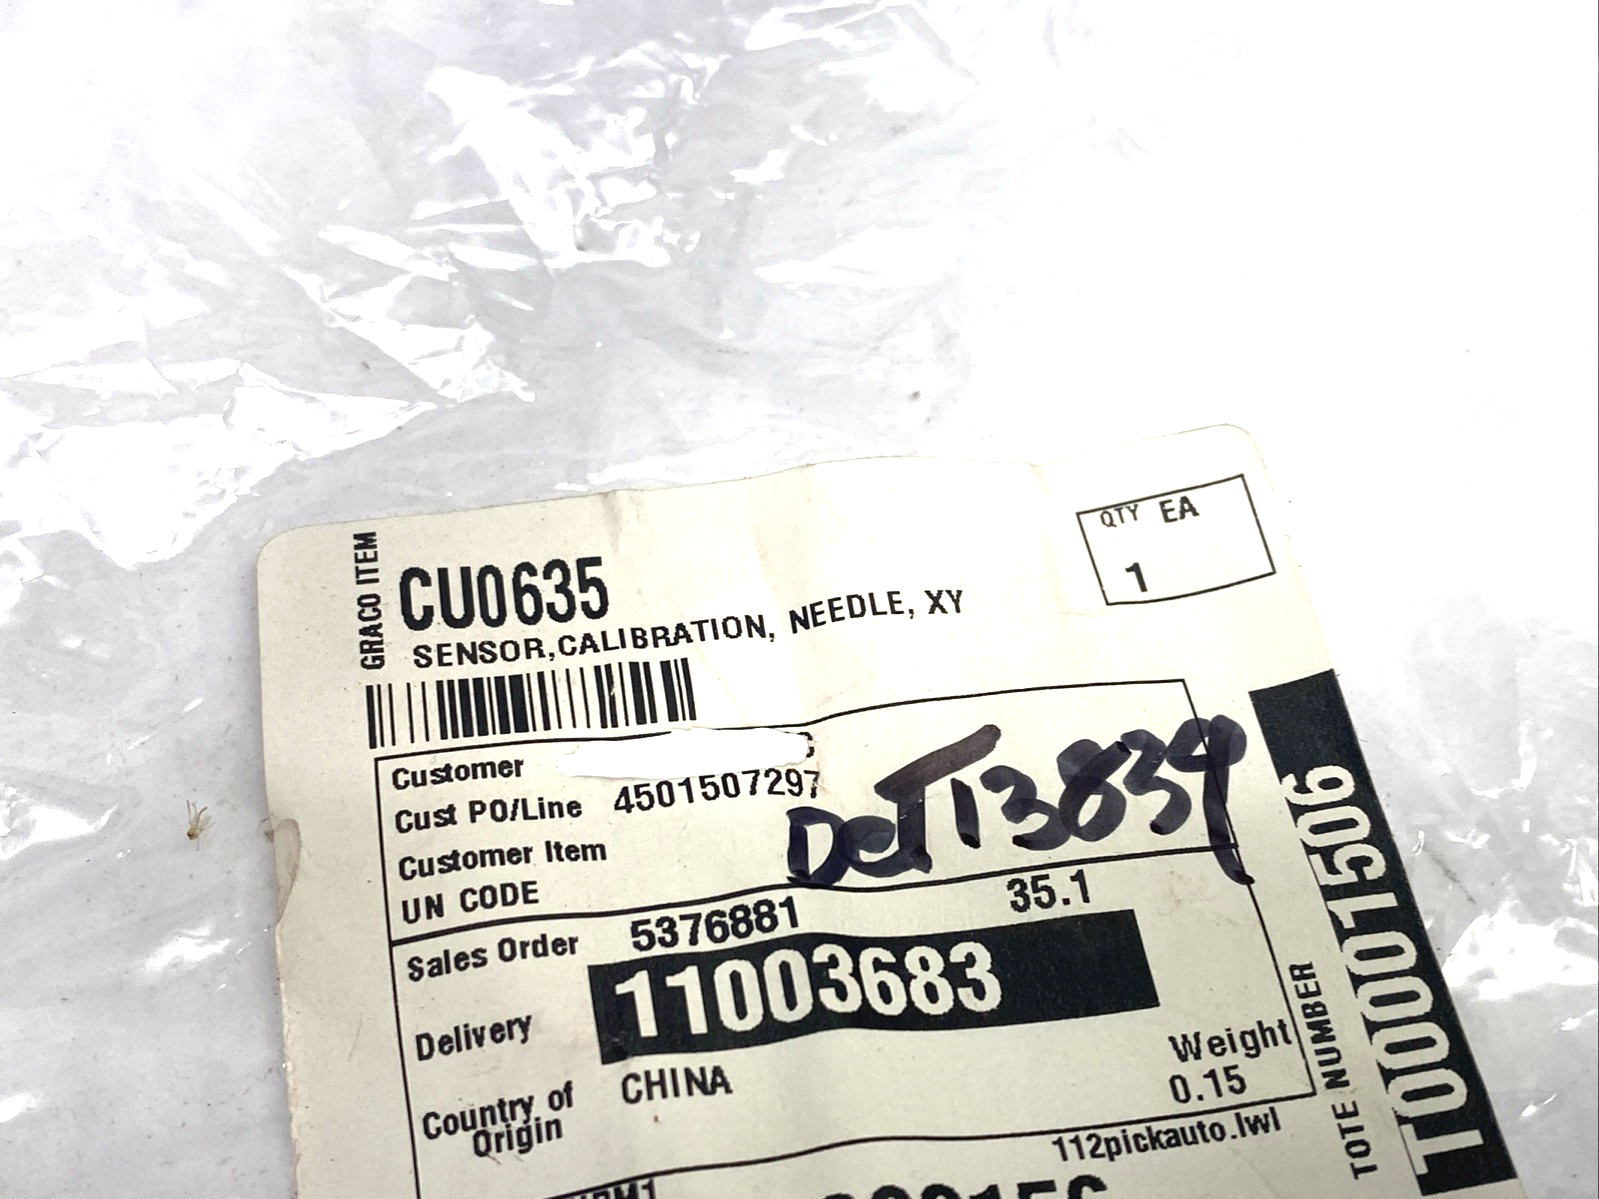 GRACO ITEM
CU0635
SENSOR,CALIBRATION, NEEDLE, XY
QTY EA
1
Customer
Cust PO/Line 4501507297
Customer Item
UN CODE
DET13839
Sales Order 5376881 35.1
Delivery 11003683
Country of
Origin
CHINA
Weight
0.15
112pickauto.lwl
TOTE NUMBER
T00001506